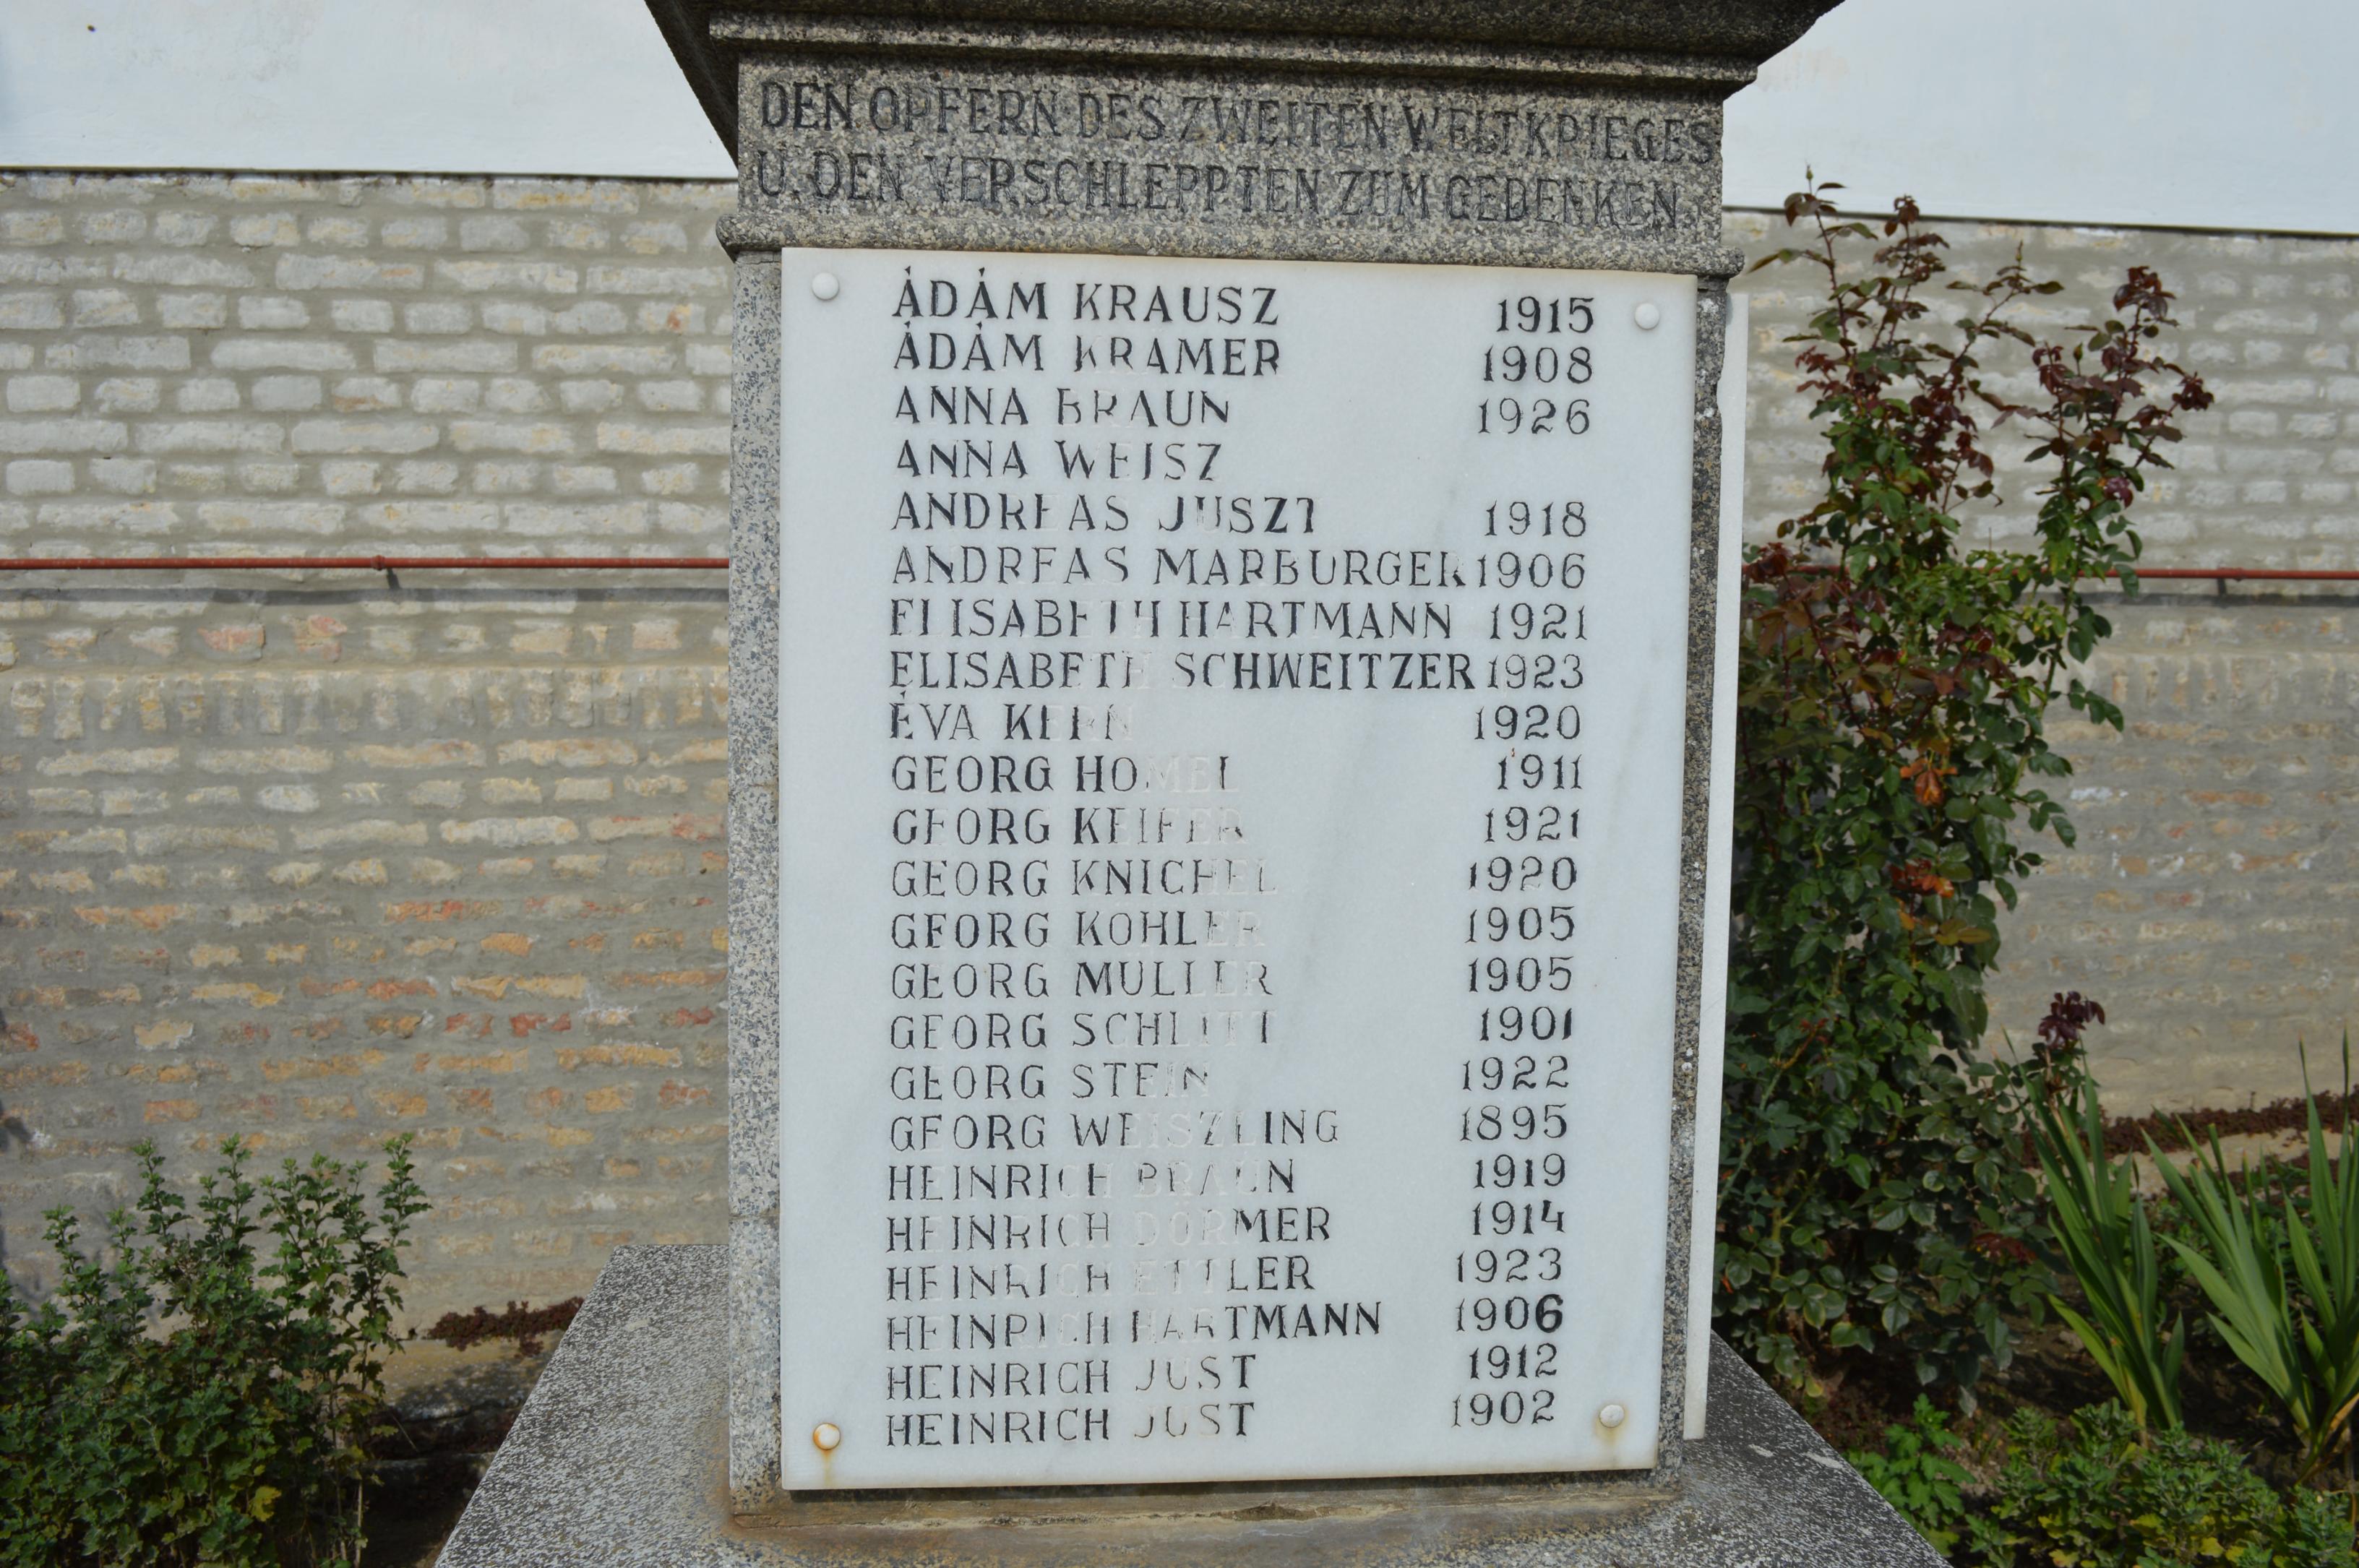 DEN OPFERN DES ZWEITEN WELTKRIEGES
U. DEN VERSCHLEPPTEN ZUM GEDENKEN
ÁDÁM KRAUSZ 1915
ÁDÁM KRAMER 1908
ANNA BRAUN 1926
ANNA WEISZ
ANDREAS JUSZT 1918
ANDREAS MARBURGER 1906
ELISABETH HARTMANN 1921
ELISABETH SCHWEITZER 1923
ÉVA KERN 1920
GEORG HOMEL 1911
GEORG KEIFER 1921
GEORG KNICHEL 1920
GEORG KOHLER 1905
GEORG MULLER 1905
GEORG SCHLITT 1901
GEORG STEIN 1922
GEORG WEISZLING 1895
HEINRICH BRAUN 1919
HEINRICH DORMER 1914
HEINRICH ETTLER 1923
HEINRICH HARTMANN 1906
HEINRICH JUST 1912
HEINRICH JUST 1902